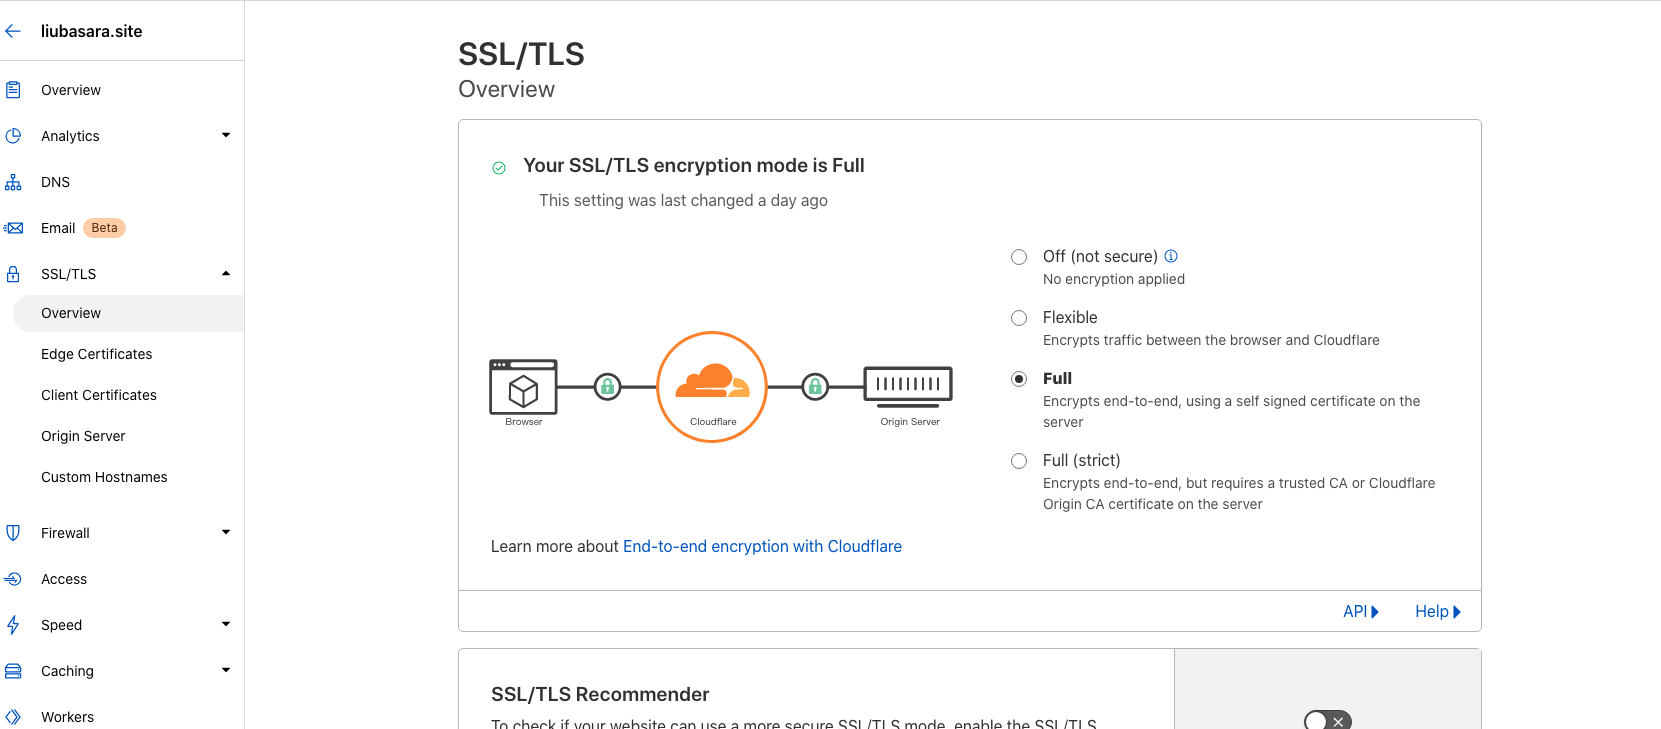 liubasara.site
Overview
Analytics
DNS
Email Beta
SSL/TLS
Overview
Edge Certificates
Client Certificates
Origin Server
Custom Hostnames
Firewall
Access
Speed
Caching
Workers
SSL/TLS
Overview
Your SSL/TLS encryption mode is Full
This setting was last changed a day ago
Browser
Cloudflare
Origin Server
Off (not secure)
No encryption applied
Flexible
Encrypts traffic between the browser and Cloudflare
Full
Encrypts end-to-end, using a self signed certificate on the
server
Full (strict)
Encrypts end-to-end, but requires a trusted CA or Cloudflare
Origin CA certificate on the server
Learn more about End-to-end encryption with Cloudflare
API
Help
SSL/TLS Recommender
To check if your website can use a more secure SSL/TLS mode, enable the SSL/TLS